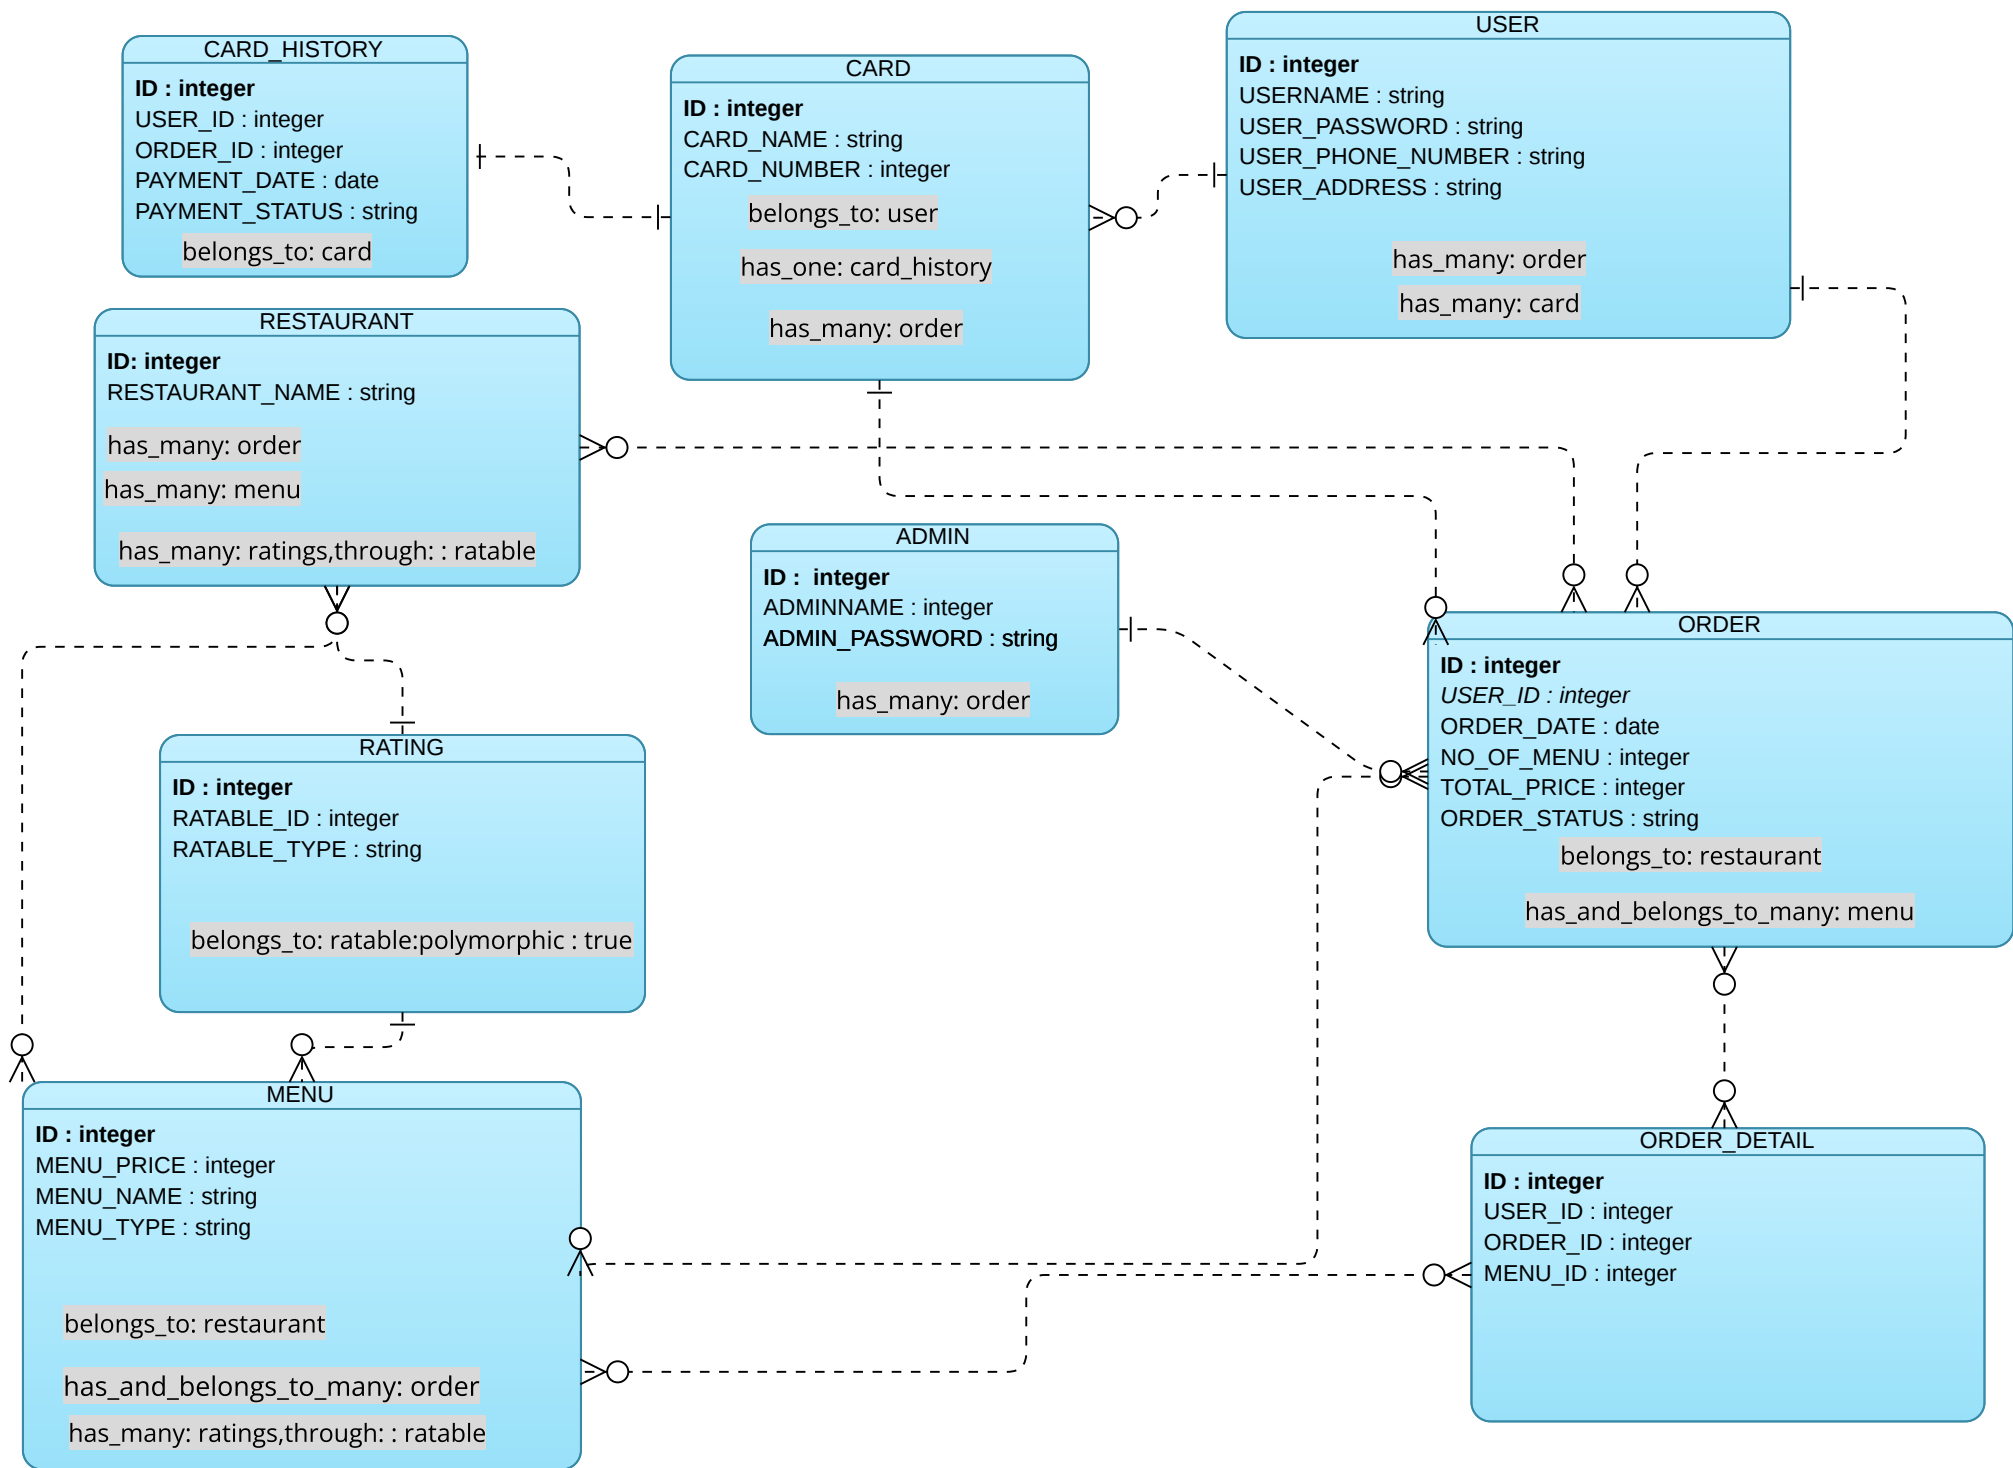 CARD_HISTORY
ID : integer
USER_ID : integer
ORDER_ID : integer
PAYMENT_DATE : date
PAYMENT_STATUS : string
belongs_to: card
CARD
ID : integer
CARD_NAME : string
CARD_NUMBER : integer
belongs_to: user
has_one: card_history
has_many: order
USER
ID : integer
USERNAME : string
USER_PASSWORD : string
USER_PHONE_NUMBER : string
USER_ADDRESS : string
has_many: order
has_many: card
RESTAURANT
ID: integer
RESTAURANT_NAME : string
has_many: order
has_many: menu
has_many: ratings,through: : ratable
ADMIN
ID :  integer
ADMINNAME : integer
ADMIN_PASSWORD : string
has_many: order
ORDER
ID : integer
USER_ID : integer
ORDER_DATE : date
NO_OF_MENU : integer
TOTAL_PRICE : integer
ORDER_STATUS : string
belongs_to: restaurant
has_and_belongs_to_many: menu
RATING
ID : integer
RATABLE_ID : integer
RATABLE_TYPE : string
belongs_to: ratable:polymorphic : true
MENU
ID : integer
MENU_PRICE : integer
MENU_NAME : string
MENU_TYPE : string
belongs_to: restaurant
has_and_belongs_to_many: order
has_many: ratings,through: : ratable
ORDER_DETAIL
ID : integer
USER_ID : integer
ORDER_ID : integer
MENU_ID : integer